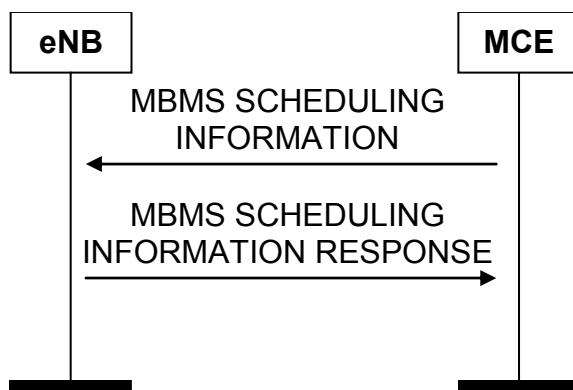 eNB
MCE
MBMS SCHEDULING
INFORMATION
MBMS SCHEDULING
INFORMATION RESPONSE